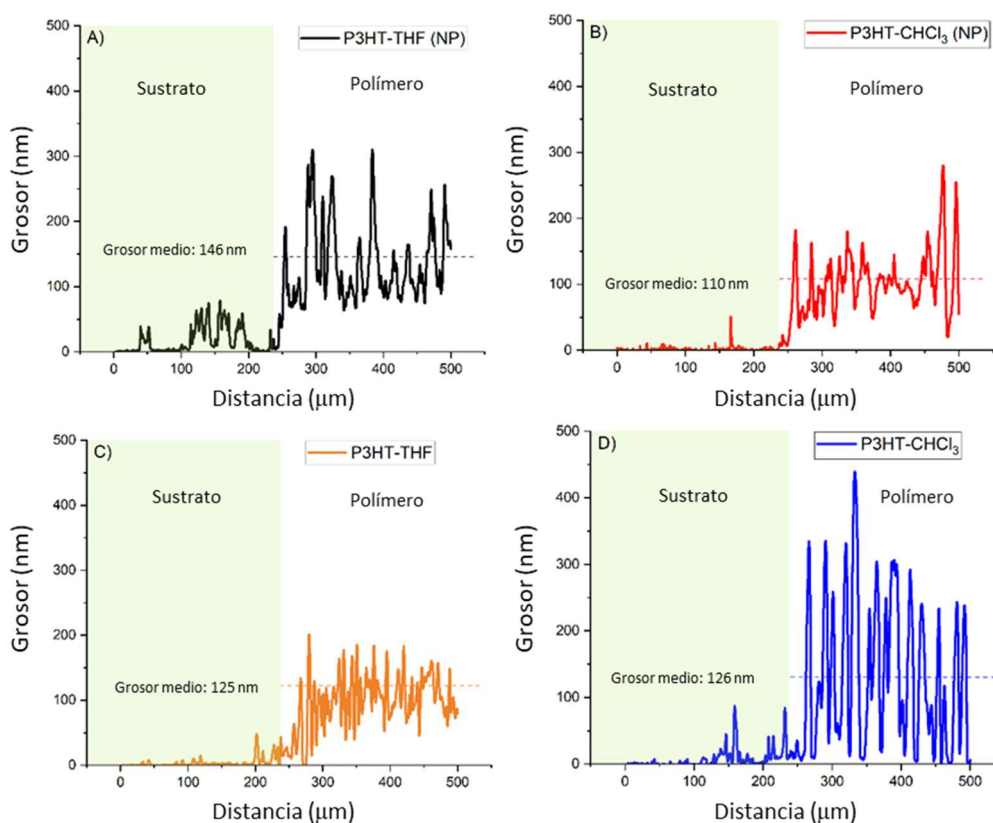 A)
P3HT-THF (NP)
Sustrato
Polímero
Grosor medio: 146 nm
Grosor (nm)
500
400
300
200
100
0
0 100 200 300 400 500
Distancia (μm)
B)
P3HT-CHCl₃ (NP)
Sustrato
Polímero
Grosor medio: 110 nm
Grosor (nm)
500
400
300
200
100
0
0 100 200 300 400 500
Distancia (μm)
C)
P3HT-THF
Sustrato
Polímero
Grosor medio: 125 nm
Grosor (nm)
500
400
300
200
100
0
0 100 200 300 400 500
Distancia (μm)
D)
P3HT-CHCl₃
Sustrato
Polímero
Grosor medio: 126 nm
Grosor (nm)
500
400
300
200
100
0
0 100 200 300 400 500
Distancia (μm)